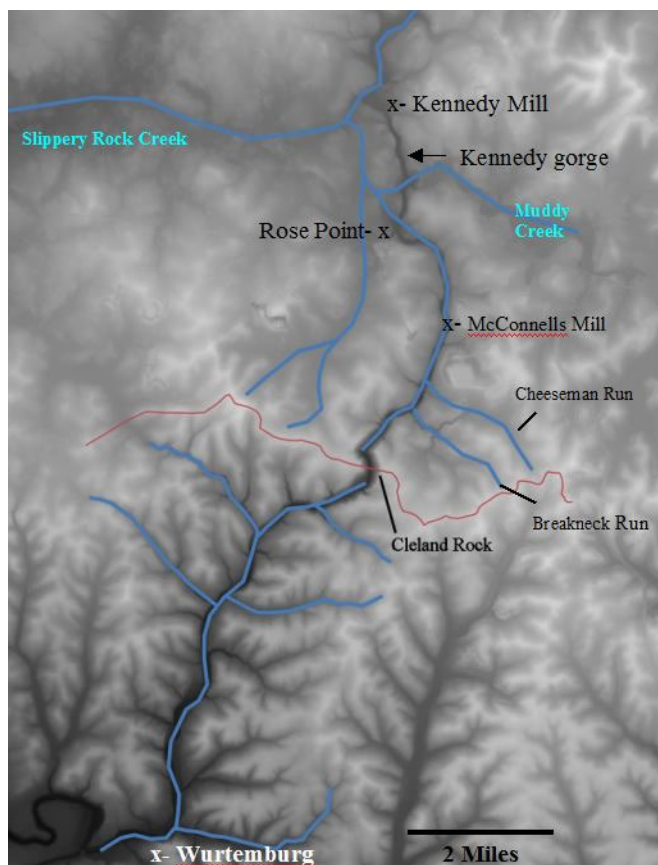 x- Kennedy Mill
Slippery Rock Creek
Kennedy gorge
Muddy
Creek
Rose Point- x
x- McConnells Mill
Cheeseman Run
Breakneck Run
Cleland Rock
2 Miles
x- Wurtemburg